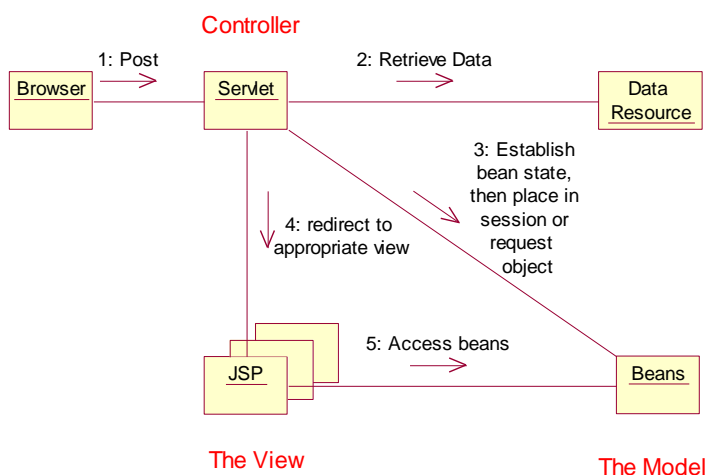 Controller
1: Post
2: Retrieve Data
Browser
Servlet
Data
Resource
3: Establish
bean state,
then place in
session or
request
object
4: redirect to
appropriate view
5: Access beans
JSP
Beans
The View
The Model